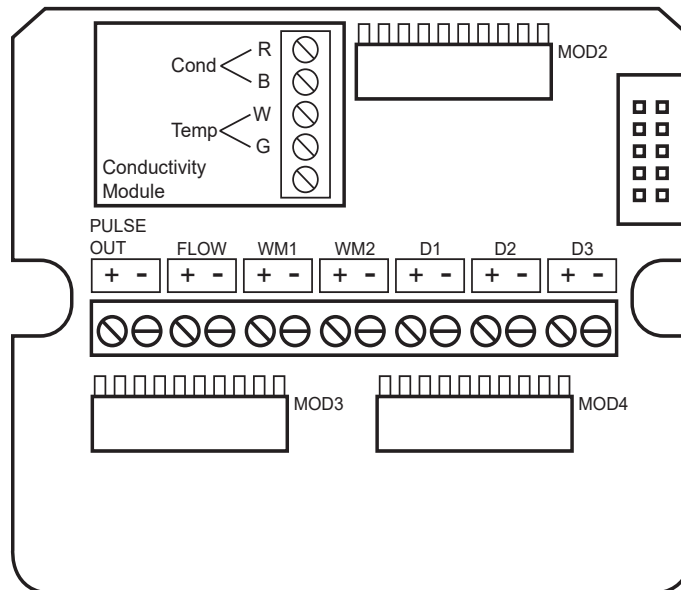 R
Cond
B
MOD2
W
Temp
G
Conductivity
Module
PULSE
OUT FLOW WM1 WM2 D1 D2 D3
+ - + - + - + - + - + - + -
MOD3 MOD4